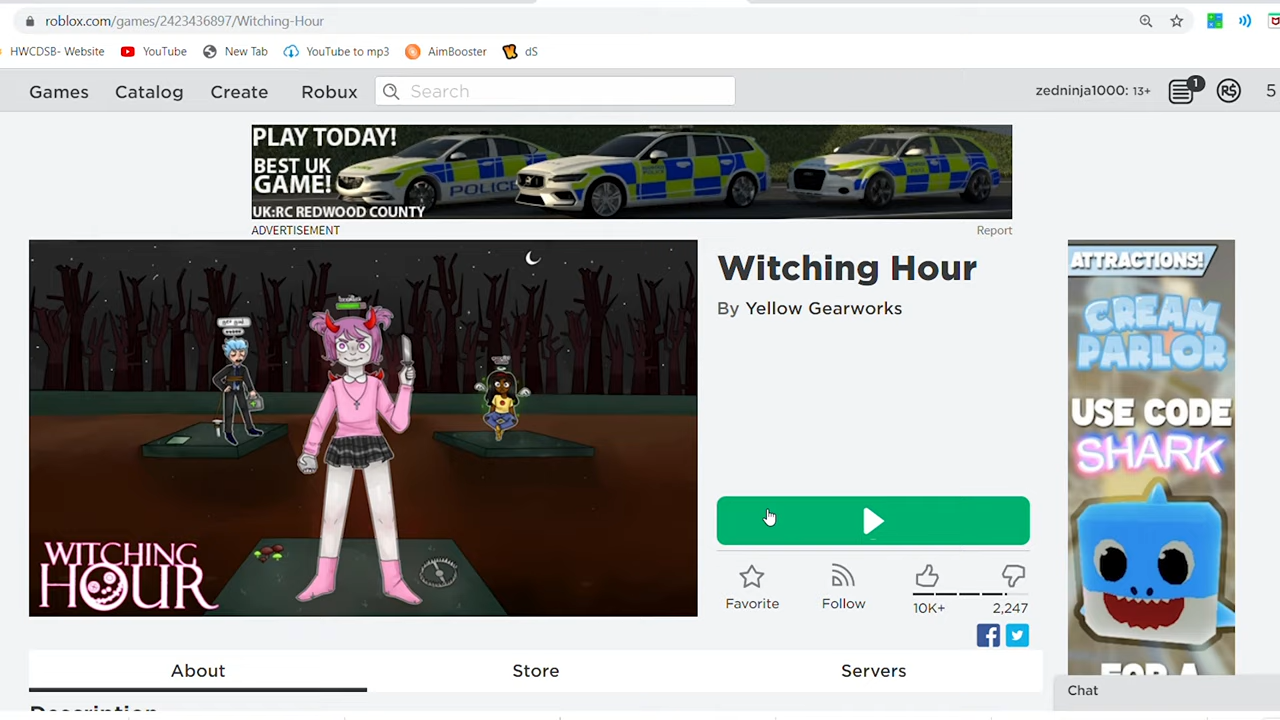 roblox.com/games/2423436897/Witching-Hour
HWCDSB- Website YouTube New Tab YouTube to mp3 AimBooster dS
Games Catalog Create Robux Search zedninja1000: 13+ 1 R$ 5
PLAY TODAY!
BEST UK
GAME!
UK:RC REDWOOD COUNTY
POLICE
ADVERTISEMENT Report
Witching Hour
By Yellow Gearworks
WITCHING
HOUR
Favorite Follow 10K+ 2,247
ATTRACTIONS!
CREAM
PARLOR
USE CODE
SHARK
FOR A
About Store Servers
Chat
Description